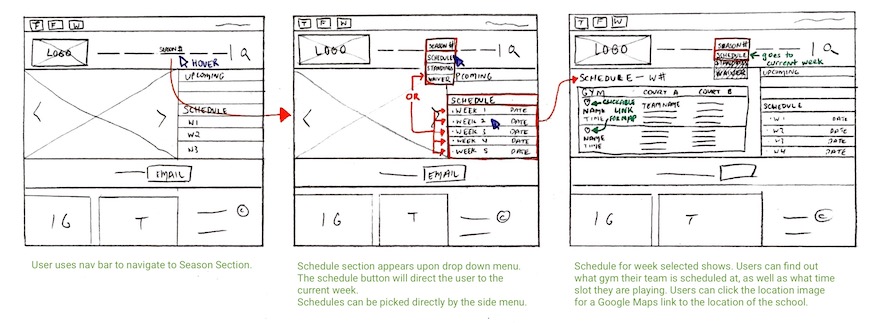 T F W
LOGO
SEASON #
HOVER
UPCOMING
SCHEDULE
W1
W2
W3
EMAIL
IG
T
©
User uses nav bar to navigate to Season Section.
T F W
LOGO
SEASON #
SCHEDULE
STANDING
WAIVER
PCOMING
OR
SCHEDULE
- WEEK 1 DATE
- WEEK 2 DATE
- WEEK 3 DATE
- WEEK 4 DATE
- WEEK 5 DATE
EMAIL
IG
T
©
Schedule section appears upon drop down menu.
The schedule button will direct the user to the
current week.
Schedules can be picked directly by the side menu.
T F W
LOGO
SEASON #
SCHEDULE
STANDING
WAIVER
goes to
current week
SCHEDULE - W#
UPCOMING
GYM COURT A COURT B
CLICKABLE
NAME LINK TEAM NAME
TIME FOR MAP
NAME
TIME
SCHEDULE
- W1 DATE
- W2 DATE
- W3 DATE
- W4 DATE
IG
T
©
Schedule for week selected shows. Users can find out
what gym their team is scheduled at, as well as what time
slot they are playing. Users can click the location image
for a Google Maps link to the location of the school.